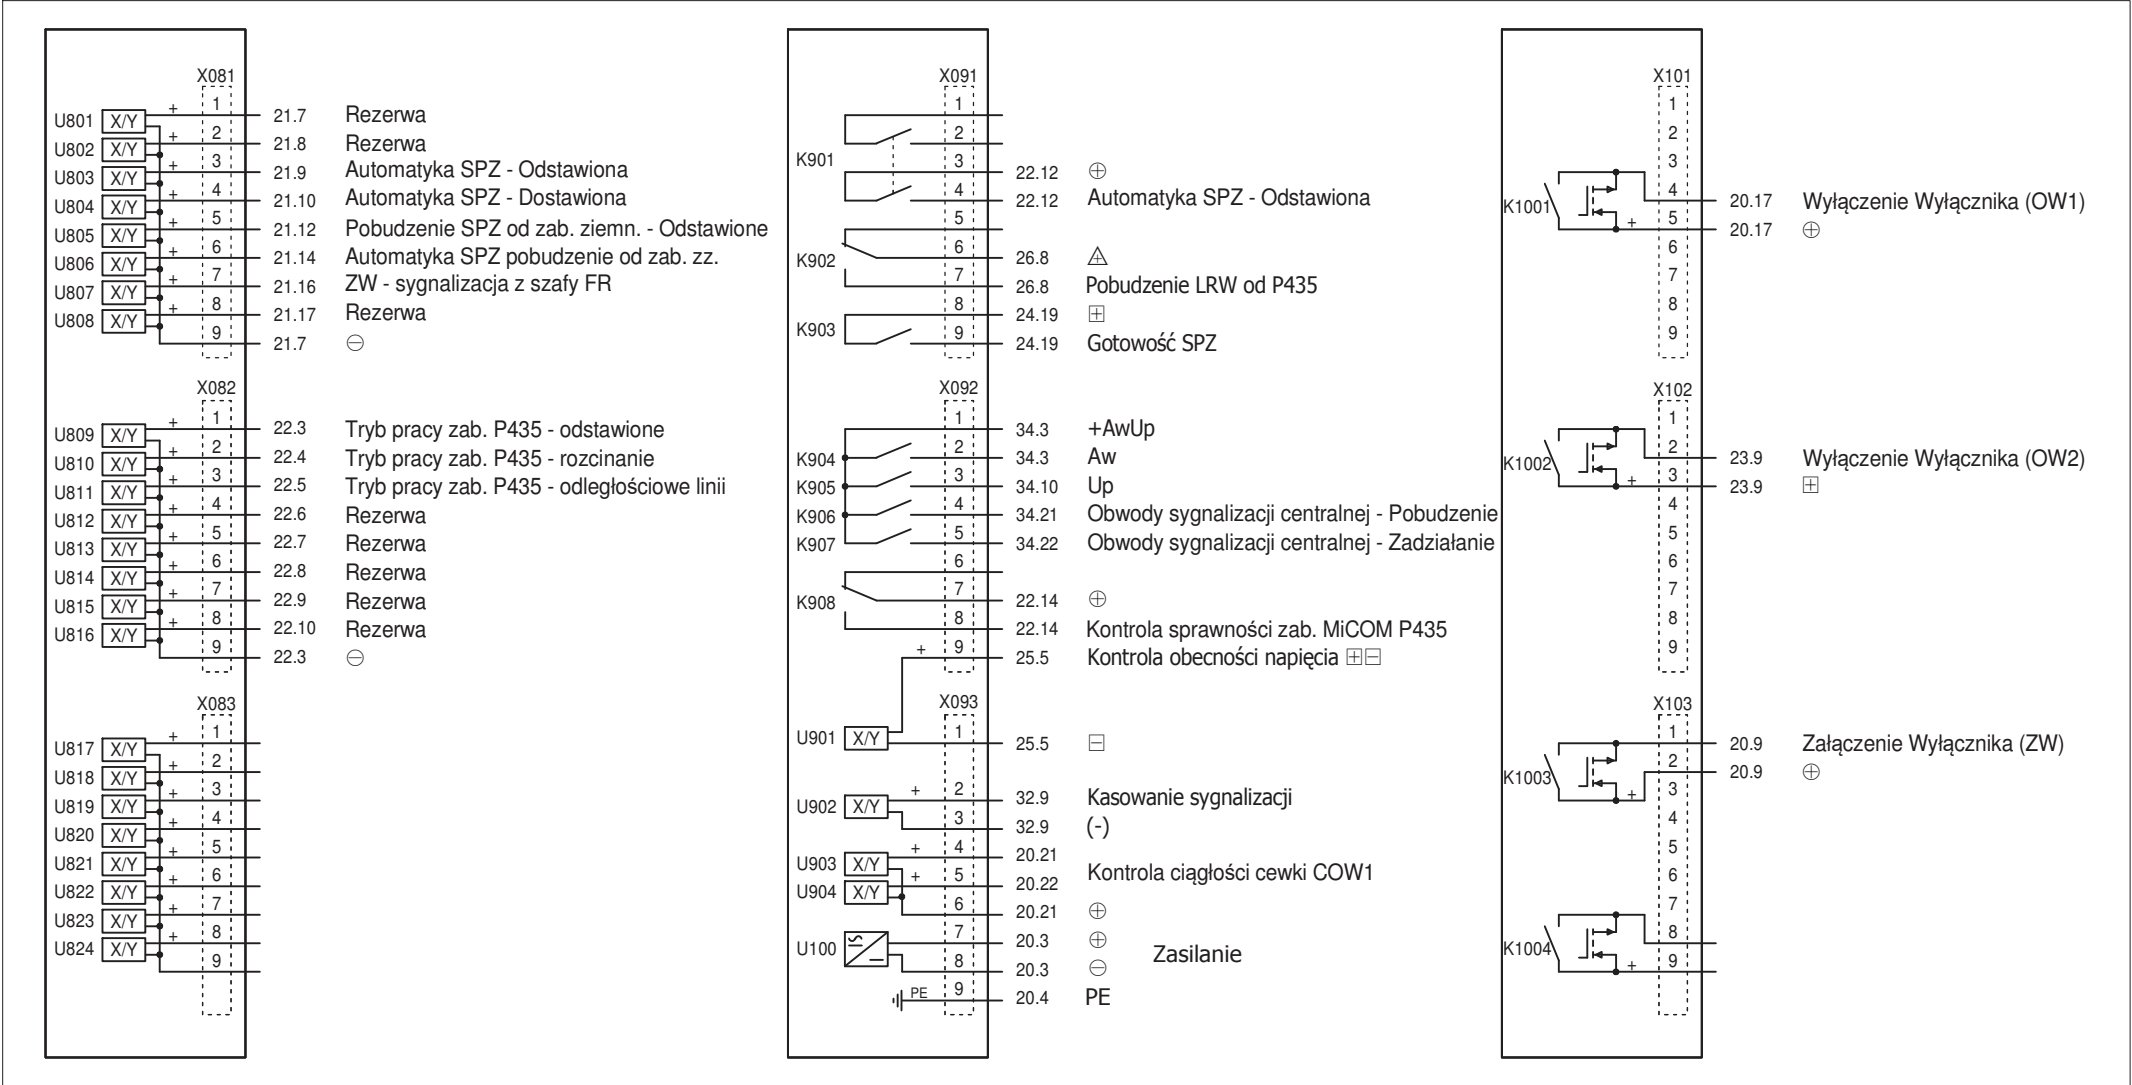 X081
U801 X/Y + 1 21.7 Rezerwa
U802 X/Y + 2 21.8 Rezerwa
U803 X/Y + 3 21.9 Automatyka SPZ - Odstawiona
U804 X/Y + 4 21.10 Automatyka SPZ - Dostawiona
U805 X/Y + 5 21.12 Pobudzenie SPZ od zab. ziemn. - Odstawione
U806 X/Y + 6 21.14 Automatyka SPZ pobudzenie od zab. zz.
U807 X/Y + 7 21.16 ZW - sygnalizacja z szafy FR
U808 X/Y + 8 21.17 Rezerwa
9 21.7 ⊖
X082
U809 X/Y + 1 22.3 Tryb pracy zab. P435 - odstawione
U810 X/Y + 2 22.4 Tryb pracy zab. P435 - rozcinanie
U811 X/Y + 3 22.5 Tryb pracy zab. P435 - odległościowe linii
U812 X/Y + 4 22.6 Rezerwa
U813 X/Y + 5 22.7 Rezerwa
U814 X/Y + 6 22.8 Rezerwa
U815 X/Y + 7 22.9 Rezerwa
U816 X/Y + 8 22.10 Rezerwa
9 22.3 ⊖
X083
U817 X/Y + 1
U818 X/Y + 2
U819 X/Y + 3
U820 X/Y + 4
U821 X/Y + 5
U822 X/Y + 6
U823 X/Y + 7
U824 X/Y + 8
9
X091
1
2
K901 3 22.12 ⊕
4 22.12 Automatyka SPZ - Odstawiona
5
K902 6 26.8 ⨹
7 26.8 Pobudzenie LRW od P435
8 24.19 ⊞
K903 9 24.19 Gotowość SPZ
X092
1 34.3 +AwUp
K904 2 34.3 Aw
K905 3 34.10 Up
K906 4 34.21 Obwody sygnalizacji centralnej - Pobudzenie
K907 5 34.22 Obwody sygnalizacji centralnej - Zadziałanie
6
K908 7 22.14 ⊕
8 22.14 Kontrola sprawności zab. MiCOM P435
+ 9 25.5 Kontrola obecności napięcia ⊞⊟
X093
U901 X/Y 1 25.5 ⊟
U902 X/Y + 2 32.9 Kasowanie sygnalizacji
3 32.9 (-)
U903 X/Y + 4 20.21
U904 X/Y + 5 20.22 Kontrola ciągłości cewki COW1
6 20.21 ⊕
U100 7 20.3 ⊕ Zasilanie
8 20.3 ⊖
PE 9 20.4 PE
X101
1
2
3
K1001 4 20.17 Wyłączenie Wyłącznika (OW1)
+ 5 20.17 ⊕
6
7
8
9
X102
1
K1002 2 23.9 Wyłączenie Wyłącznika (OW2)
+ 3 23.9 ⊞
4
5
6
7
8
9
X103
1 20.9 Załączenie Wyłącznika (ZW)
K1003 2 20.9 ⊕
+ 3
4
5
6
7
K1004 8
+ 9